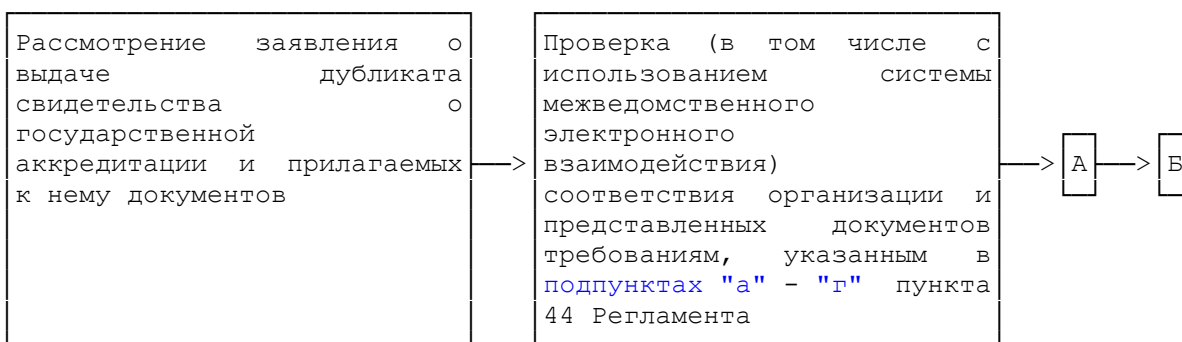 Рассмотрение заявления о
выдаче дубликата
свидетельства о
государственной
аккредитации и прилагаемых
к нему документов
Проверка (в том числе с
использованием системы
межведомственного
электронного
взаимодействия)
соответствия организации и
представленных документов
требованиям, указанным в
подпунктах "а" - "г" пункта
44 Регламента
А
Б